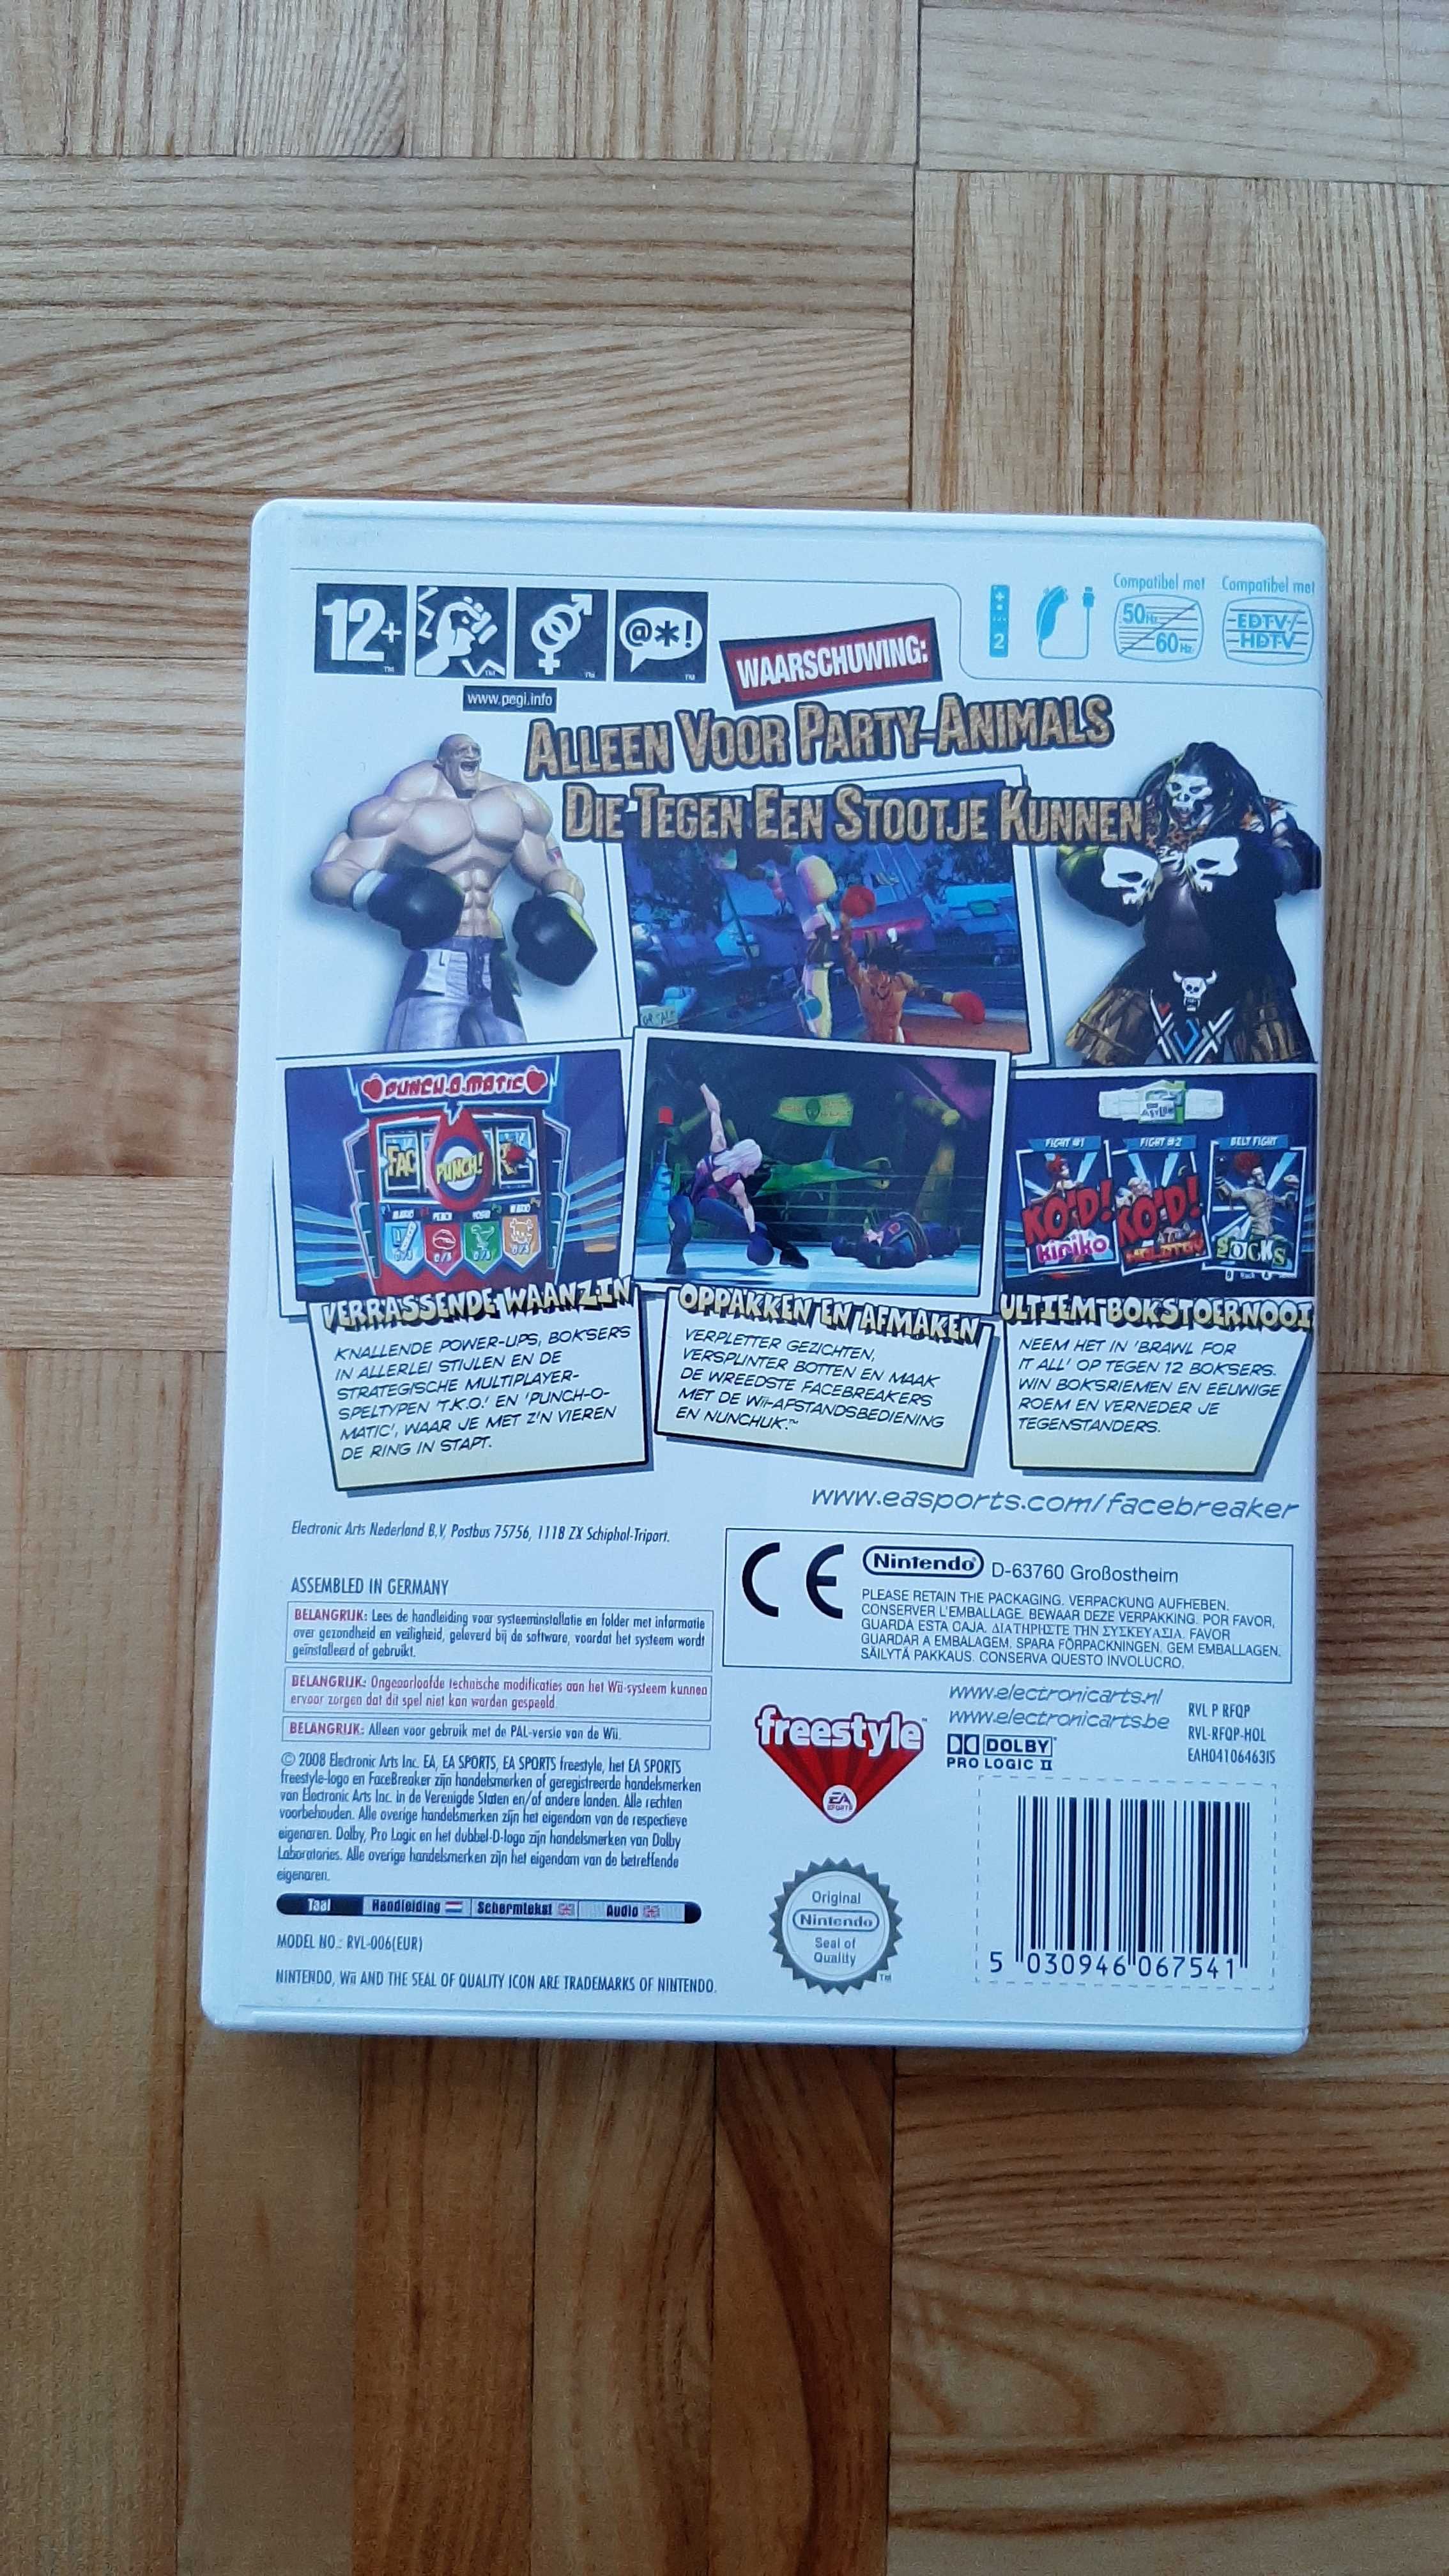 12+
@*!
www.pegi.info
2
Compatibel met
50Hz
60Hz
Compatibel met
EDTV/
HDTV
WAARSCHUWING:
ALLEEN VOOR PARTY-ANIMALS
DIE TEGEN EEN STOOTJE KUNNEN
PUNCH-O-MATIC
FAC
PUNCH!
FIGHT #1
FIGHT #2
BELT FIGHT
KO'D!
KO'D!
kiriko
MOLOTOV
SOCKS
VERRASSENDE WAANZIN
KNALLENDE POWER-UPS, BOKSERS
IN ALLERLEI STIJLEN EN DE
STRATEGISCHE MULTIPLAYER-
SPELTYPEN 'T.K.O.' EN 'PUNCH-O-
MATIC', WAAR JE MET Z'N VIEREN
DE RING IN STAPT.
OPPAKKEN EN AFMAKEN
VERPLETTER GEZICHTEN,
VERSPLINTER BOTTEN EN MAAK
DE WREEDSTE FACEBREAKERS
MET DE Wii-AFSTANDSBEDIENING
EN NUNCHUK.™
ULTIEM BOKSTOERNOOI
NEEM HET IN 'BRAWL FOR
IT ALL' OP TEGEN 12 BOKSERS.
WIN BOKSRIEMEN EN EEUWIGE
ROEM EN VERNEDER JE
TEGENSTANDERS.
www.easports.com/facebreaker
Electronic Arts Nederland B.V, Postbus 75756, 1118 ZX Schiphol-Triport.
ASSEMBLED IN GERMANY
BELANGRIJK: Lees de handleiding voor systeeminstallatie en folder met informatie
over gezondheid en veiligheid, geleverd bij de software, voordat het systeem wordt
geïnstalleerd of gebruikt.
BELANGRIJK: Ongeoorloofde technische modificaties aan het Wii-systeem kunnen
ervoor zorgen dat dit spel niet kan worden gespeeld.
BELANGRIJK: Alleen voor gebruik met de PAL-versie van de Wii.
© 2008 Electronic Arts Inc. EA, EA SPORTS, EA SPORTS freestyle, het EA SPORTS
freestyle-logo en FaceBreaker zijn handelsmerken of geregistreerde handelsmerken
van Electronic Arts Inc. in de Verenigde Staten en/of andere landen. Alle rechten
voorbehouden. Alle overige handelsmerken zijn het eigendom van de respectieve
eigenaren. Dolby, Pro Logic en het dubbel-D-logo zijn handelsmerken van Dolby
Laboratories. Alle overige handelsmerken zijn het eigendom van de betreffende
eigenaren.
Taal Handleiding Schermtekst Audio
MODEL NO.: RVL-006(EUR)
NINTENDO, Wii AND THE SEAL OF QUALITY ICON ARE TRADEMARKS OF NINTENDO.
CE
Nintendo D-63760 Großostheim
PLEASE RETAIN THE PACKAGING. VERPACKUNG AUFHEBEN.
CONSERVER L'EMBALLAGE. BEWAAR DEZE VERPAKKING. POR FAVOR,
GUARDA ESTA CAJA. ΔΙΑΤΗΡΗΣΤΕ ΤΗΝ ΣΥΣΚΕΥΑΣΙΑ. FAVOR
GUARDAR A EMBALAGEM. SPARA FÖRPACKNINGEN. GEM EMBALLAGEN.
SÄILYTÄ PAKKAUS. CONSERVA QUESTO INVOLUCRO.
freestyle™
EA
SPORTS
www.electronicarts.nl
www.electronicarts.be
DOLBY
PRO LOGIC II
RVL P RFQP
RVL-RFQP-HOL
EAH04106463IS
Original
Nintendo
Seal of
Quality
5 030946 067541